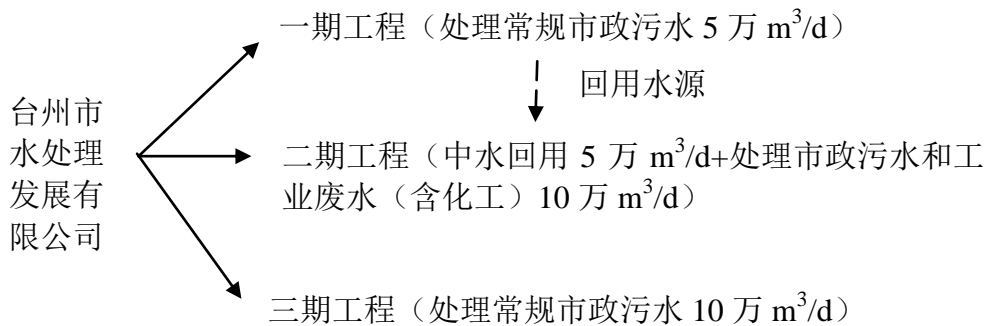 一期工程（处理常规市政污水 5 万 m³/d）
回用水源
台州市
水处理
发展有
限公司
二期工程（中水回用 5 万 m³/d+处理市政污水和工
业废水（含化工）10 万 m³/d）
三期工程（处理常规市政污水 10 万 m³/d）